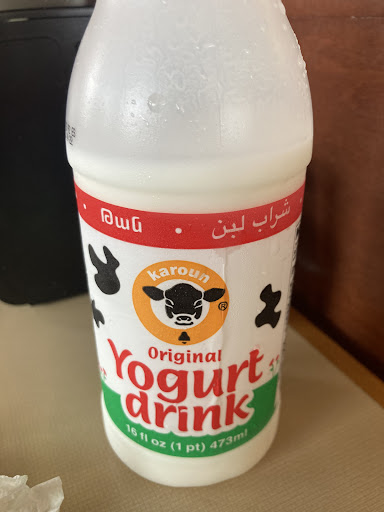 • Թան • شراب لبن •
karoun
®
Original
Yogurt
drink
16 fl oz (1 pt) 473ml